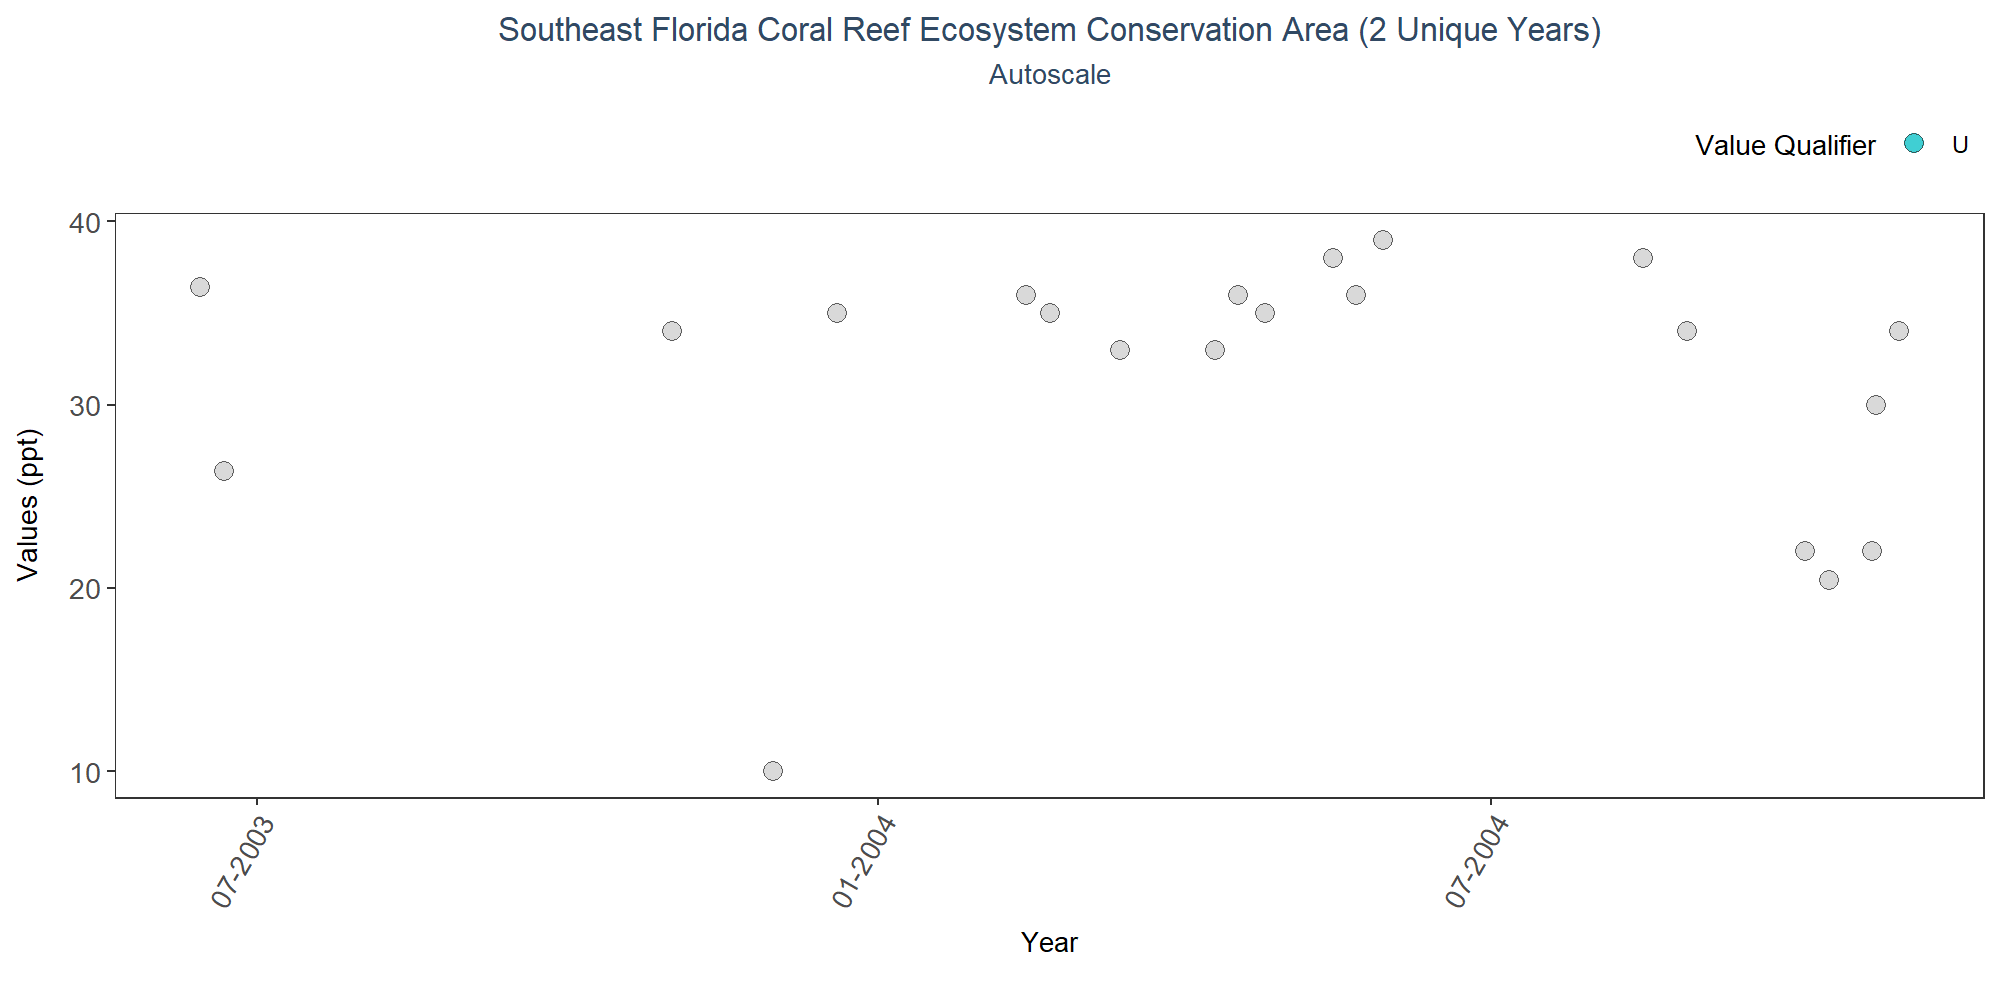 Southeast Florida Coral Reef Ecosystem Conservation Area (2 Unique Years)
Autoscale
Value Qualifier U
40
30
20
10
Values (ppt)
07-2003 01-2004 07-2004
Year